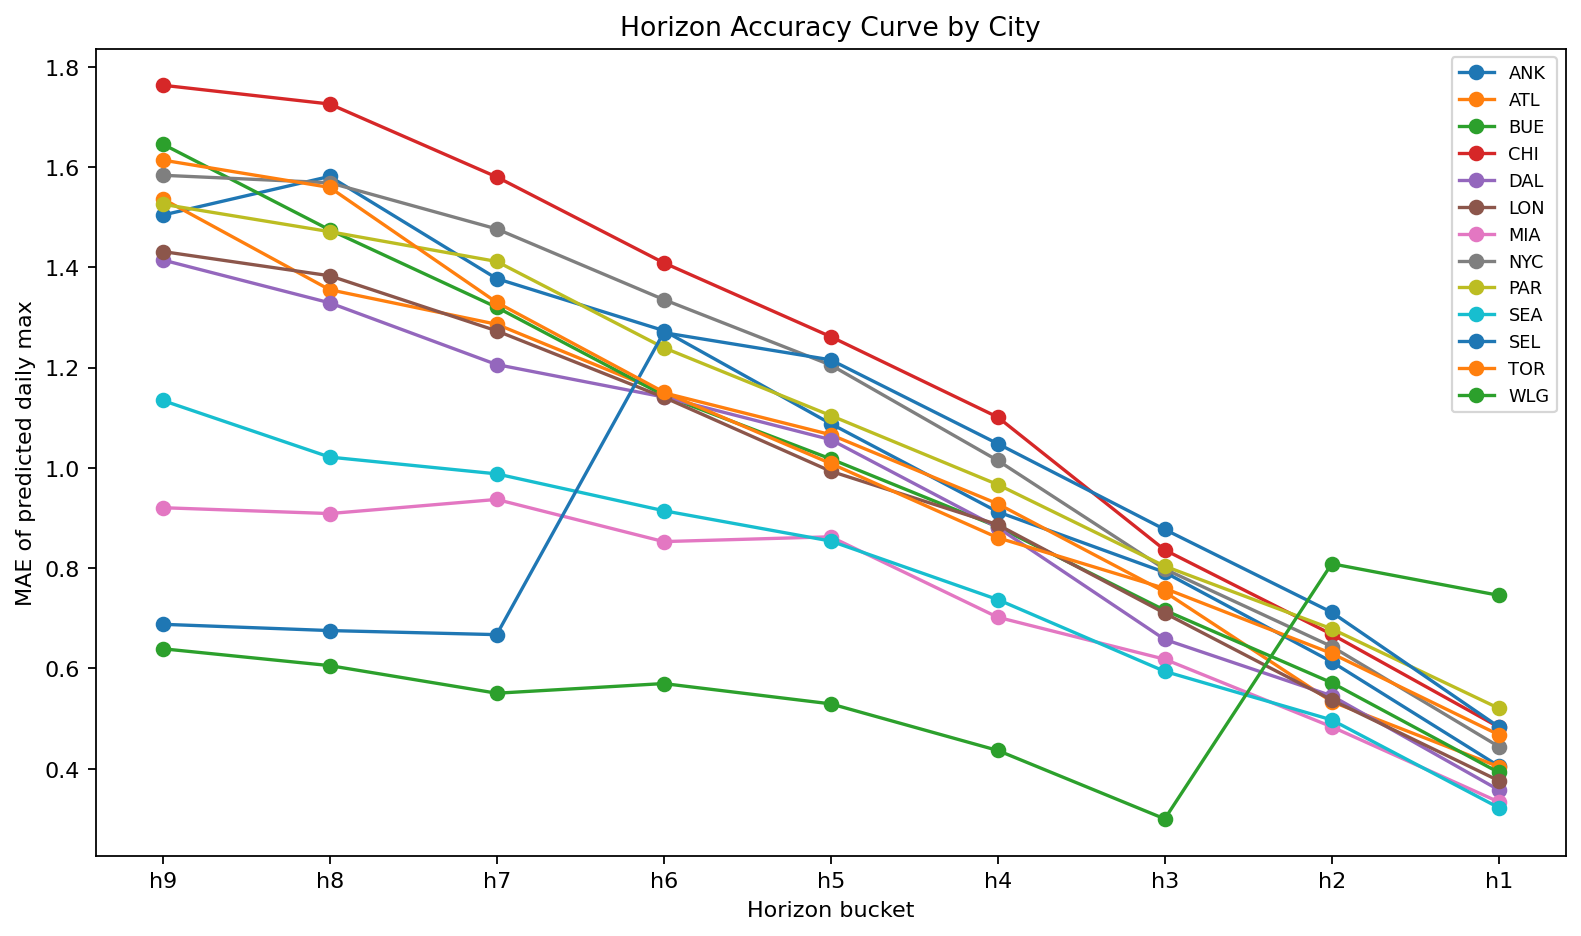 Horizon Accuracy Curve by City
MAE of predicted daily max
1.8
1.6
1.4
1.2
1.0
0.8
0.6
0.4
ANK
ATL
BUE
CHI
DAL
LON
MIA
NYC
PAR
SEA
SEL
TOR
WLG
h9 h8 h7 h6 h5 h4 h3 h2 h1
Horizon bucket